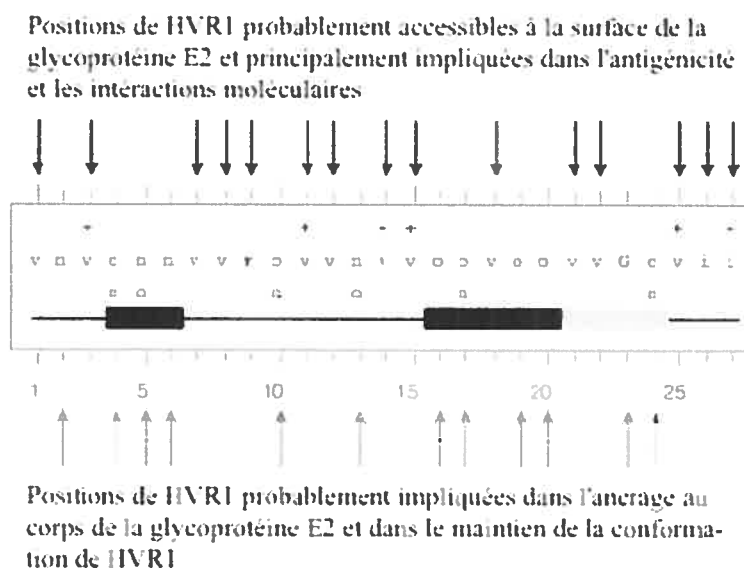 Positions de HVR1 probablement accessibles à la surface de la
glycoprotéine E2 et principalement impliquées dans l'antigénicité
et les intéractions moléculaires
+ + - + + -
v n v c n n v v r v v n v o v o o v v G c v i i
1 5 10 15 20 25
Positions de HVR1 probablement impliquées dans l'ancrage au
corps de la glycoprotéine E2 et dans le maintien de la conforma-
tion de HVR1